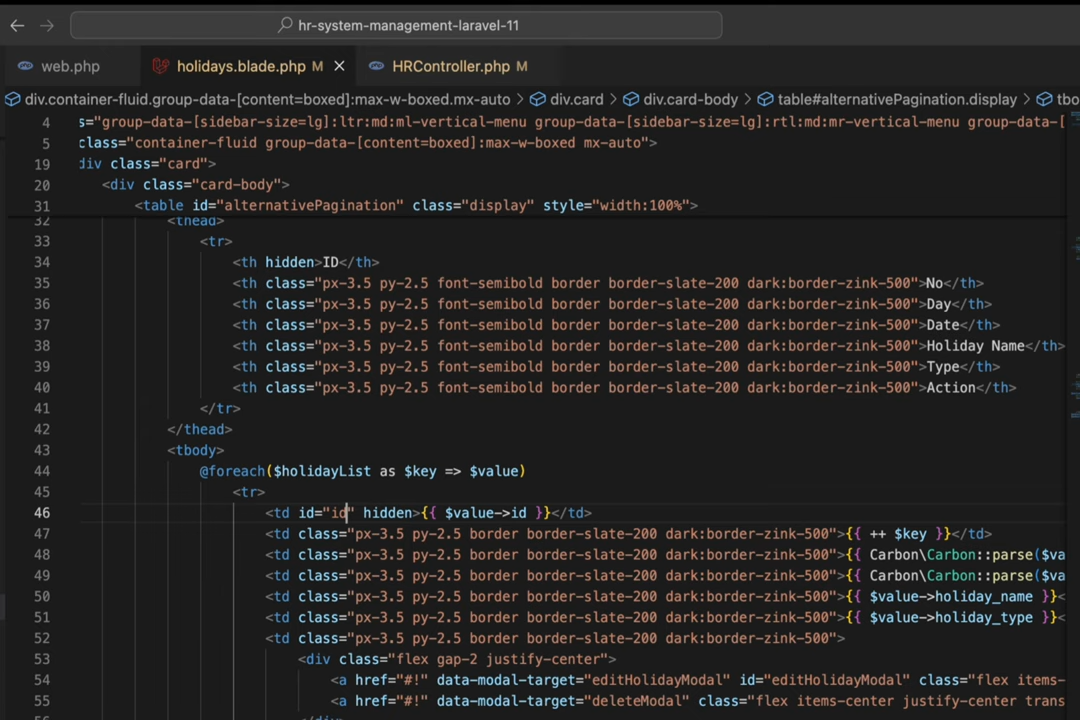 hr-system-management-laravel-11
web.php holidays.blade.php M HRController.php M
div.container-fluid.group-data-[content=boxed]:max-w-boxed.mx-auto > div.card > div.card-body > table#alternativePagination.display > tbo
4 s="group-data-[sidebar-size=lg]:ltr:md:ml-vertical-menu group-data-[sidebar-size=lg]:rtl:md:mr-vertical-menu group-data-[
5 class="container-fluid group-data-[content=boxed]:max-w-boxed mx-auto">
19 div class="card">
20 <div class="card-body">
31 <table id="alternativePagination" class="display" style="width:100%">
32 <thead>
33 <tr>
34 <th hidden>ID</th>
35 <th class="px-3.5 py-2.5 font-semibold border border-slate-200 dark:border-zink-500">No</th>
36 <th class="px-3.5 py-2.5 font-semibold border border-slate-200 dark:border-zink-500">Day</th>
37 <th class="px-3.5 py-2.5 font-semibold border border-slate-200 dark:border-zink-500">Date</th>
38 <th class="px-3.5 py-2.5 font-semibold border border-slate-200 dark:border-zink-500">Holiday Name</th>
39 <th class="px-3.5 py-2.5 font-semibold border border-slate-200 dark:border-zink-500">Type</th>
40 <th class="px-3.5 py-2.5 font-semibold border border-slate-200 dark:border-zink-500">Action</th>
41 </tr>
42 </thead>
43 <tbody>
44 @foreach($holidayList as $key => $value)
45 <tr>
46 <td id="id" hidden>{{ $value->id }}</td>
47 <td class="px-3.5 py-2.5 border border-slate-200 dark:border-zink-500">{{ ++ $key }}</td>
48 <td class="px-3.5 py-2.5 border border-slate-200 dark:border-zink-500">{{ Carbon\Carbon::parse($va
49 <td class="px-3.5 py-2.5 border border-slate-200 dark:border-zink-500">{{ Carbon\Carbon::parse($va
50 <td class="px-3.5 py-2.5 border border-slate-200 dark:border-zink-500">{{ $value->holiday_name }}<
51 <td class="px-3.5 py-2.5 border border-slate-200 dark:border-zink-500">{{ $value->holiday_type }}<
52 <td class="px-3.5 py-2.5 border border-slate-200 dark:border-zink-500">
53 <div class="flex gap-2 justify-center">
54 <a href="#!" data-modal-target="editHolidayModal" id="editHolidayModal" class="flex items-
55 <a href="#!" data-modal-target="deleteModal" class="flex items-center justify-center trans